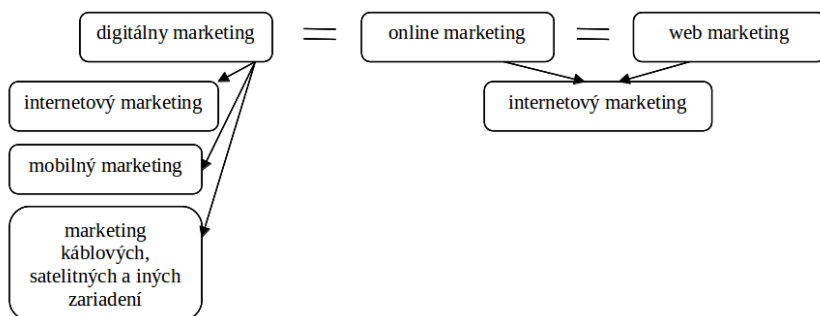 digitálny marketing
online marketing
web marketing
internetový marketing
internetový marketing
mobilný marketing
marketing
káblových,
satelitných a iných
zariadení